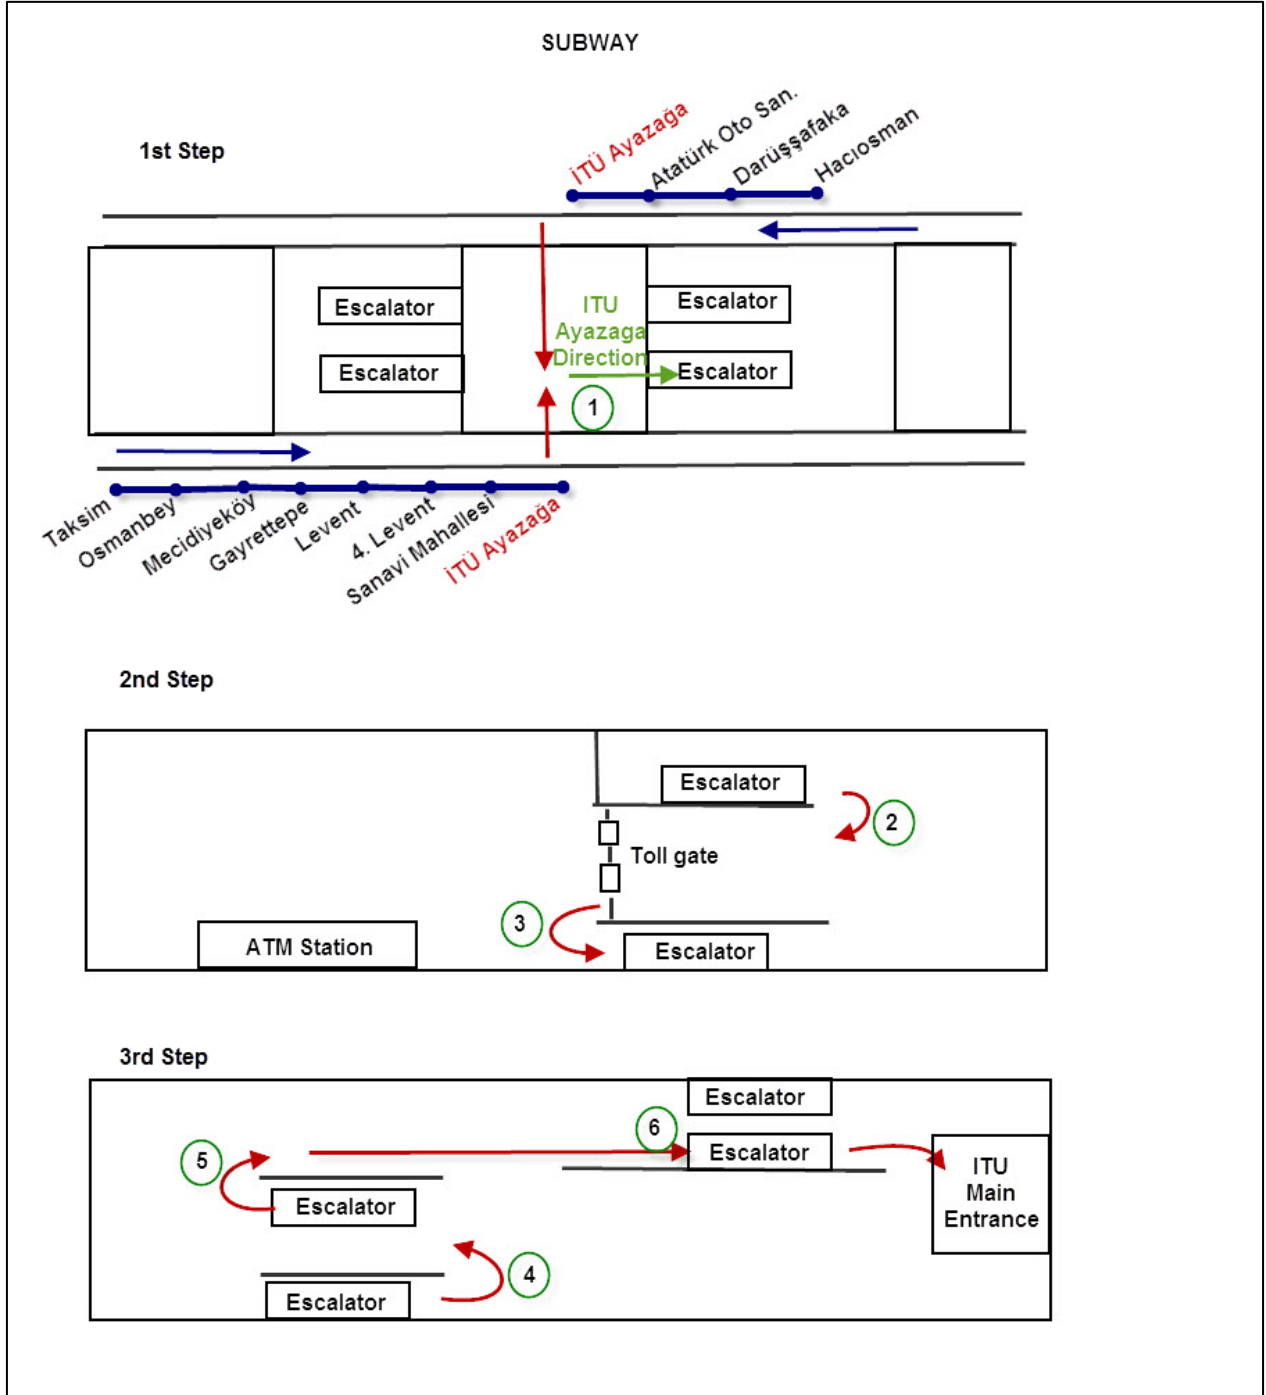 SUBWAY
1st Step
İTÜ Ayazağa
Atatürk Oto San.
Darüşşafaka
Hacıosman
Escalator
Escalator
ITU
Ayazaga
Direction
Escalator
Escalator
1
Taksim
Osmanbey
Mecidiyeköy
Gayrettepe
Levent
4. Levent
Sanavi Mahallesi
İTÜ Ayazağa
2nd Step
Escalator
2
Toll gate
3
ATM Station
Escalator
3rd Step
Escalator
6
Escalator
5
ITU
Main
Entrance
Escalator
4
Escalator